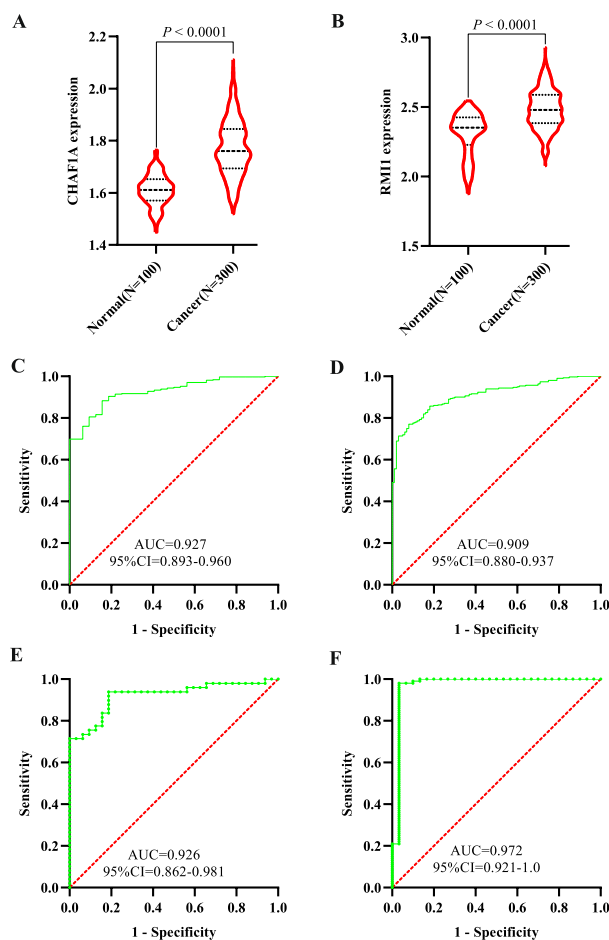 A
P < 0.0001
CHAF1A expression
2.2
2.0
1.8
1.6
1.4
Normal(N=100)
Cancer(N=300)
B
P < 0.0001
RMI1 expression
3.0
2.5
2.0
1.5
Normal(N=100)
Cancer(N=300)
C
Sensitivity
1.0
0.8
0.6
0.4
0.2
0.0
AUC=0.927
95%CI=0.893-0.960
0.0 0.2 0.4 0.6 0.8 1.0
1 - Specificity
D
Sensitivity
1.0
0.8
0.6
0.4
0.2
0.0
AUC=0.909
95%CI=0.880-0.937
0.0 0.2 0.4 0.6 0.8 1.0
1 - Specificity
E
Sensitivity
1.0
0.8
0.6
0.4
0.2
0.0
AUC=0.926
95%CI=0.862-0.981
0.0 0.2 0.4 0.6 0.8 1.0
1 - Specificity
F
Sensitivity
1.0
0.8
0.6
0.4
0.2
0.0
AUC=0.972
95%CI=0.921-1.0
0.0 0.2 0.4 0.6 0.8 1.0
1 - Specificity